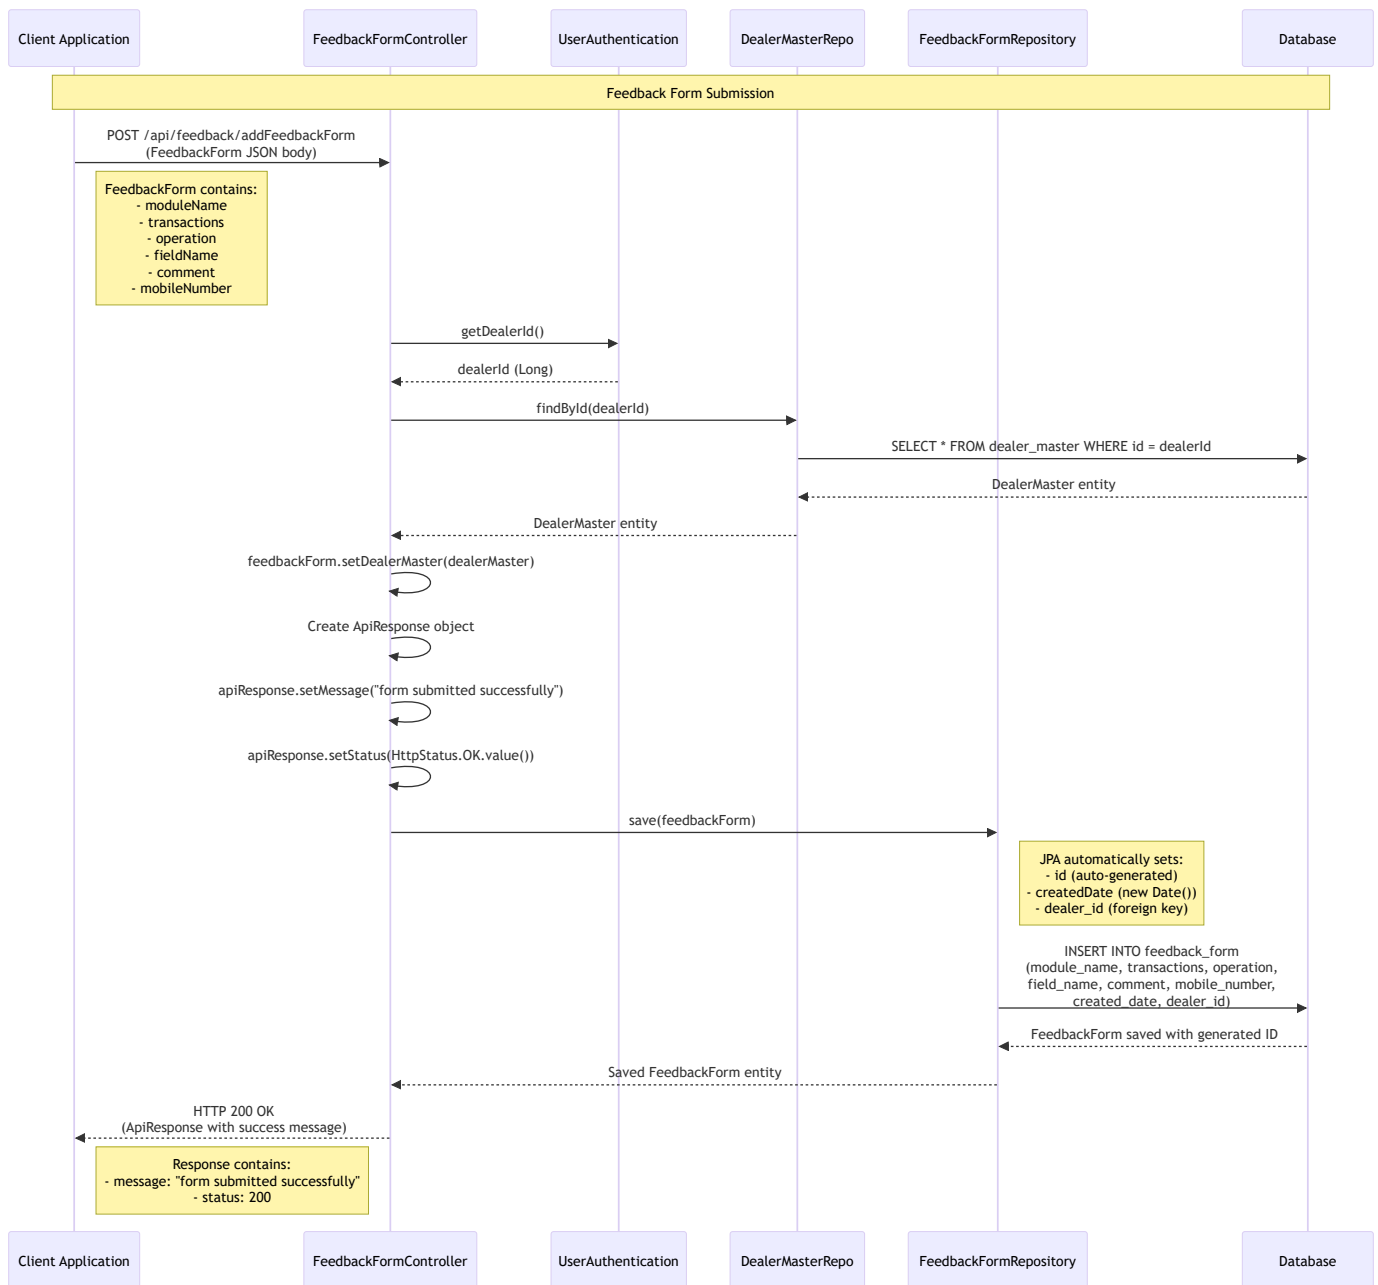 Client Application
FeedbackFormController
UserAuthentication
DealerMasterRepo
FeedbackFormRepository
Database
Feedback Form Submission
POST /api/feedback/addFeedbackForm
(FeedbackForm JSON body)
FeedbackForm contains:
- moduleName
- transactions
- operation
- fieldName
- comment
- mobileNumber
getDealerId()
dealerId (Long)
findById(dealerId)
SELECT * FROM dealer_master WHERE id = dealerId
DealerMaster entity
DealerMaster entity
feedbackForm.setDealerMaster(dealerMaster)
Create ApiResponse object
apiResponse.setMessage("form submitted successfully")
apiResponse.setStatus(HttpStatus.OK.value())
save(feedbackForm)
JPA automatically sets:
- id (auto-generated)
- createdDate (new Date())
- dealer_id (foreign key)
INSERT INTO feedback_form
(module_name, transactions, operation,
field_name, comment, mobile_number,
created_date, dealer_id)
FeedbackForm saved with generated ID
Saved FeedbackForm entity
HTTP 200 OK
(ApiResponse with success message)
Response contains:
- message: "form submitted successfully"
- status: 200
Client Application
FeedbackFormController
UserAuthentication
DealerMasterRepo
FeedbackFormRepository
Database